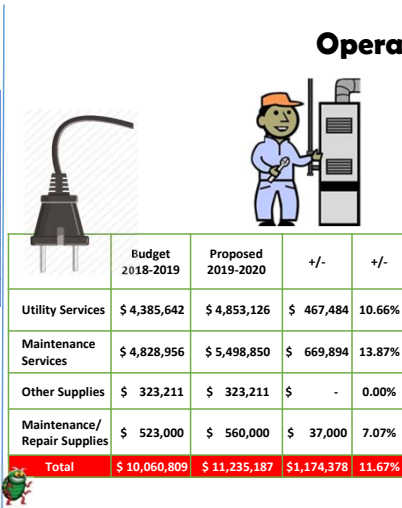 Opera
Budget 2018-2019 Proposed 2019-2020 +/- +/-
Utility Services $ 4,385,642 $ 4,853,126 $ 467,484 10.66%
Maintenance Services $ 4,828,956 $ 5,498,850 $ 669,894 13.87%
Other Supplies $ 323,211 $ 323,211 $ - 0.00%
Maintenance/ Repair Supplies $ 523,000 $ 560,000 $ 37,000 7.07%
Total $ 10,060,809 $ 11,235,187 $1,174,378 11.67%